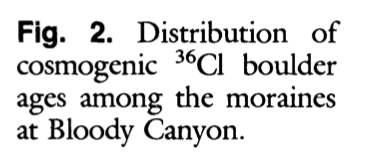 Fig. 2. Distribution of
cosmogenic ³⁶Cl boulder
ages among the moraines
at Bloody Canyon.